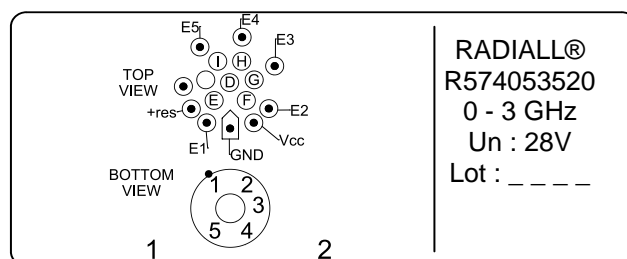 E5
E4
E3
I H
TOP VIEW
D G
E F
+res
E2
E1
Vcc
GND
BOTTOM VIEW
1 2
3
5 4
1 2
RADIALL®
R574053520
0 - 3 GHz
Un : 28V
Lot : _ _ _ _